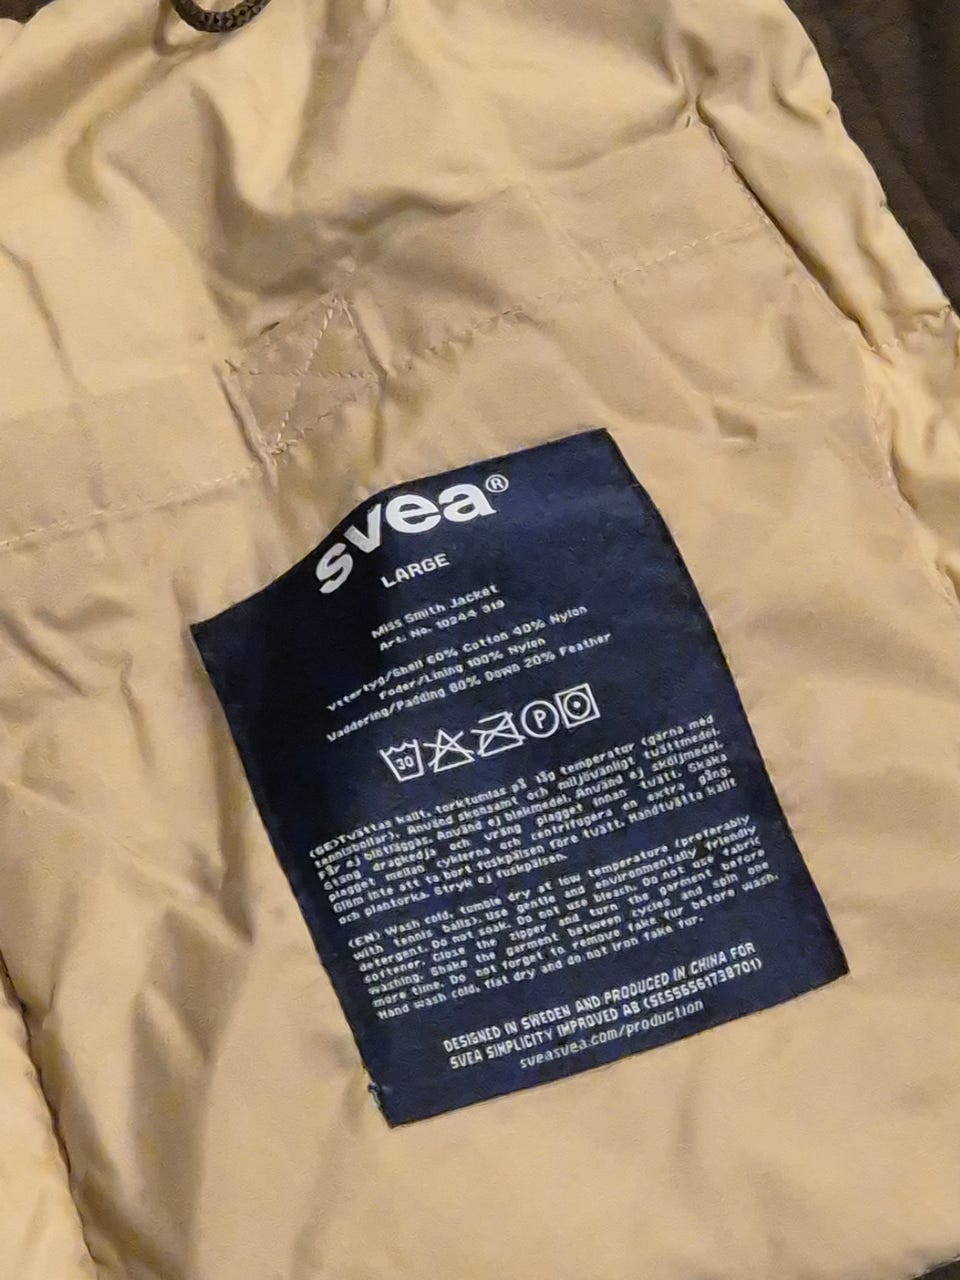 svea®
LARGE
Miss Smith Jacket
Art. No. 10244 319
Yttertyg/Shell 60% Cotton 40% Nylon
Foder/Lining 100% Nylon
Vaddering/Padding 80% Down 20% Feather
30
P
(SE)Tvättas kallt, torktumlas på låg temperatur (gärna med
tennisbollar). Använd skonsamt och miljövänligt tvättmedel.
Får ej blötläggas. Använd ej blekmedel. Använd ej sköljmedel.
Stäng dragkedja och vräng plagget innan tvätt. Skaka
plagget mellan cyklerna och centrifugera en extra gång.
Glöm inte att ta bort fuskpälsen före tvätt. Handtvätta kallt
och plantorka. Stryk ej fuskpälsen.
(EN) Wash cold, tumble dry at low temperature (preferably
with tennis balls). Use gentle and environmentally friendly
detergent. Do not soak. Do not use bleach. Do not use fabric
softener. Close the zipper and turn the garment before
washing. Shake the garment between cycles and spin one
more time. Do not forget to remove fake fur before wash.
Hand wash cold, flat dry and do not iron fake fur.
DESIGNED IN SWEDEN AND PRODUCED IN CHINA FOR
SVEA SIMPLICITY IMPROVED AB (SE556561738701)
sveasvea.com/production